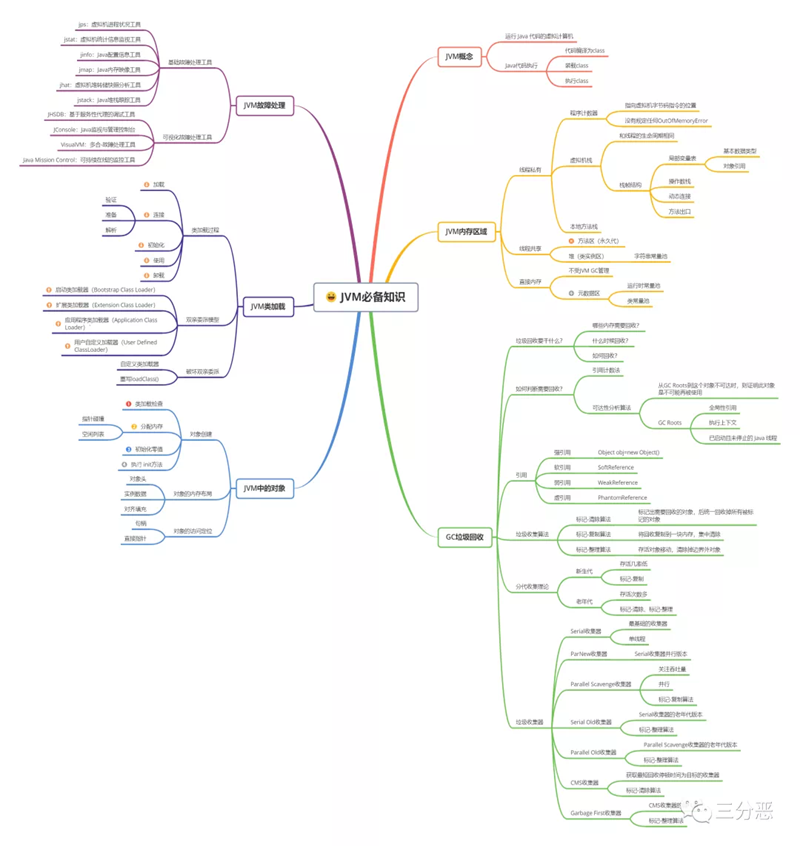 JVM必备知识
JVM概念
运行 Java 代码的虚拟计算机
Java代码执行
代码编译为class
装载class
执行class
JVM内存区域
线程私有
程序计数器
指向虚拟机字节码指令的位置
没有规定任何OutOfMemoryError
虚拟机栈
和线程的生命周期相同
栈帧结构
局部变量表
基本数据类型
对象引用
操作数栈
动态连接
方法出口
本地方法栈
线程共享
方法区（永久代）
堆（类实例区）
字符串常量池
直接内存
不受JVM GC管理
元数据区
运行时常量池
类常量池
GC垃圾回收
垃圾回收要干什么？
哪些内存需要回收？
什么时候回收？
如何回收？
如何判断需要回收？
引用计数法
可达性分析算法
从GC Roots到这个对象不可达时，则证明此对象
是不可能再被使用
GC Roots
全局性引用
执行上下文
已启动且未停止的 Java 线程
引用
强引用
Object obj=new Object()
软引用
SoftReference
弱引用
WeakReference
虚引用
PhantomReference
垃圾收集算法
标记-清除算法
标记出需要回收的对象，后统一回收掉所有被标
记的对象
标记-复制算法
将回收复制到一块内存，集中清除
标记-整理算法
存活对象移动，清除掉边界外对象
分代收集理论
新生代
存活几率低
标记-复制
老年代
存活次数多
标记-清除、标记-整理
垃圾收集器
Serial收集器
最基础的收集器
单线程
ParNew收集器
Serial收集器并行版本
Parallel Scavenge收集器
关注吞吐量
并行
标记-复制算法
Serial Old收集器
Serial收集器的老年代版本
标记-整理算法
Parallel Old收集器
Parallel Scavenge收集器的老年代版本
标记-整理算法
CMS收集器
获取最短回收停顿时间为目标的收集器
标记-清除算法
Garbage First收集器
CMS收集器的
标记-整理算法
JVM故障处理
基础故障处理工具
jps：虚拟机进程状况工具
jstat：虚拟机统计信息监视工具
jinfo：Java配置信息工具
jmap：Java内存映像工具
jhat：虚拟机堆转储快照分析工具
jstack：Java堆栈跟踪工具
可视化故障处理工具
JHSDB：基于服务性代理的调试工具
JConsole：Java监视与管理控制台
VisualVM：多合-故障处理工具
Java Mission Control：可持续在线的监控工具
JVM类加载
类加载过程
1 加载
2 连接
验证
准备
解析
初始化
使用
卸载
双亲委派模型
启动类加载器（Bootstrap Class Loader）
扩展类加载器（Extension Class Loader）
应用程序类加载器（Application Class
Loader）
用户自定义加载器（User Defined
ClassLoader）
破坏双亲委派
自定义类加载器
重写loadClass()
JVM中的对象
对象创建
1 类加载检查
2 分配内存
指针碰撞
空闲列表
3 初始化零值
4 执行 init方法
对象的内存布局
对象头
实例数据
对齐填充
对象的访问定位
句柄
直接指针
三分恶